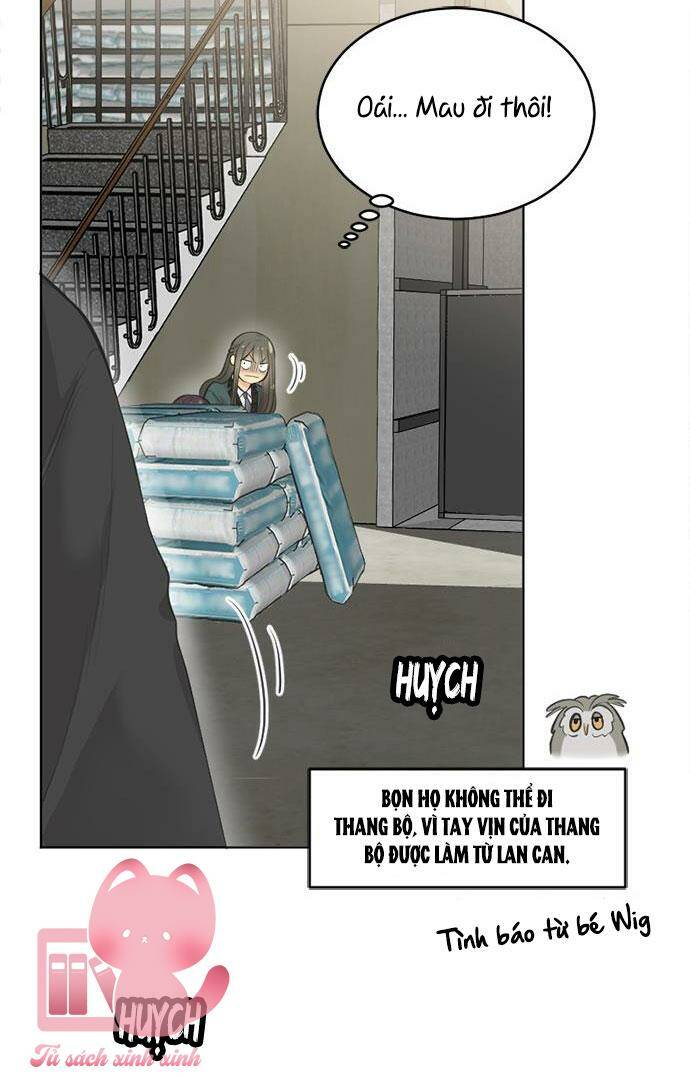 Oái... Mau đi thôi!
HUỴCH
BỌN HỌ KHÔNG THỂ ĐI
THANG BỘ, VÌ TAY VỊN CỦA THANG
BỘ ĐƯỢC LÀM TỪ LAN CAN.
Tình báo từ bé Wig
HUỴCH
Tủ sách xinh xinh